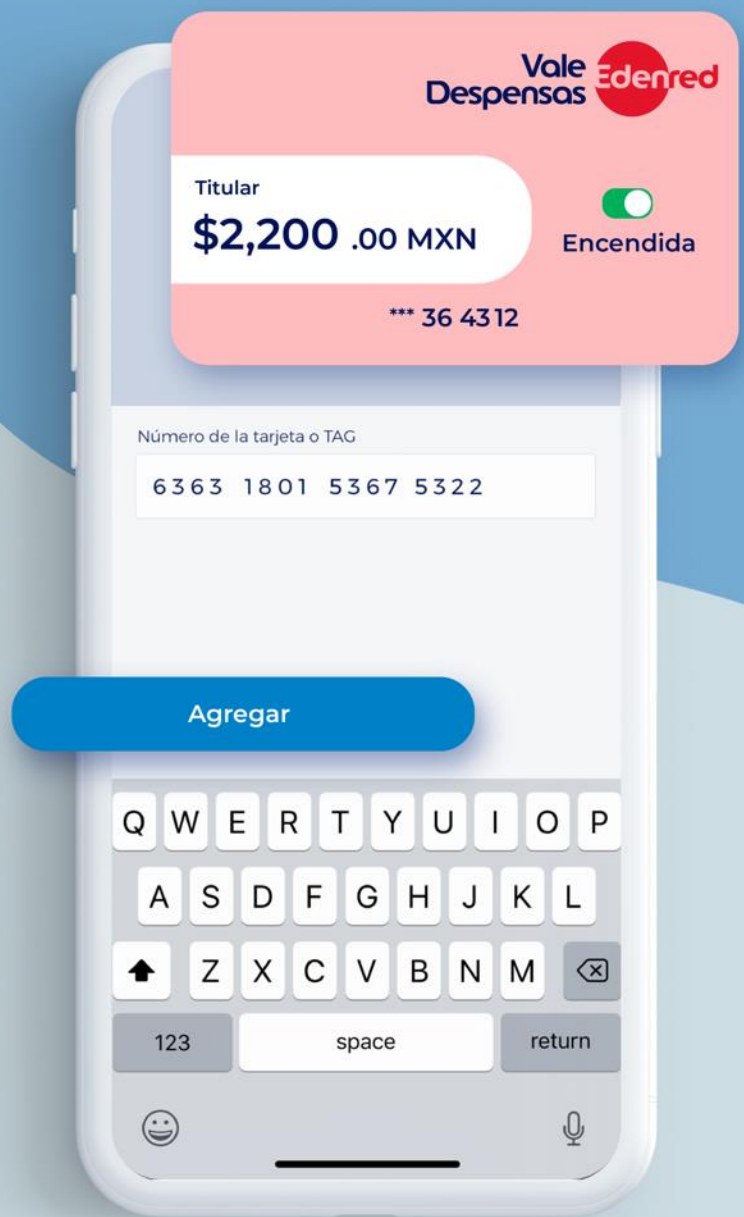 Vale
Despensas
Edenred
Titular
$2,200 .00 MXN
Encendida
*** 36 4312
Número de la tarjeta o TAG
6363 1801 5367 5322
Agregar
Q W E R T Y U I O P
A S D F G H J K L
Z X C V B N M
123 space return